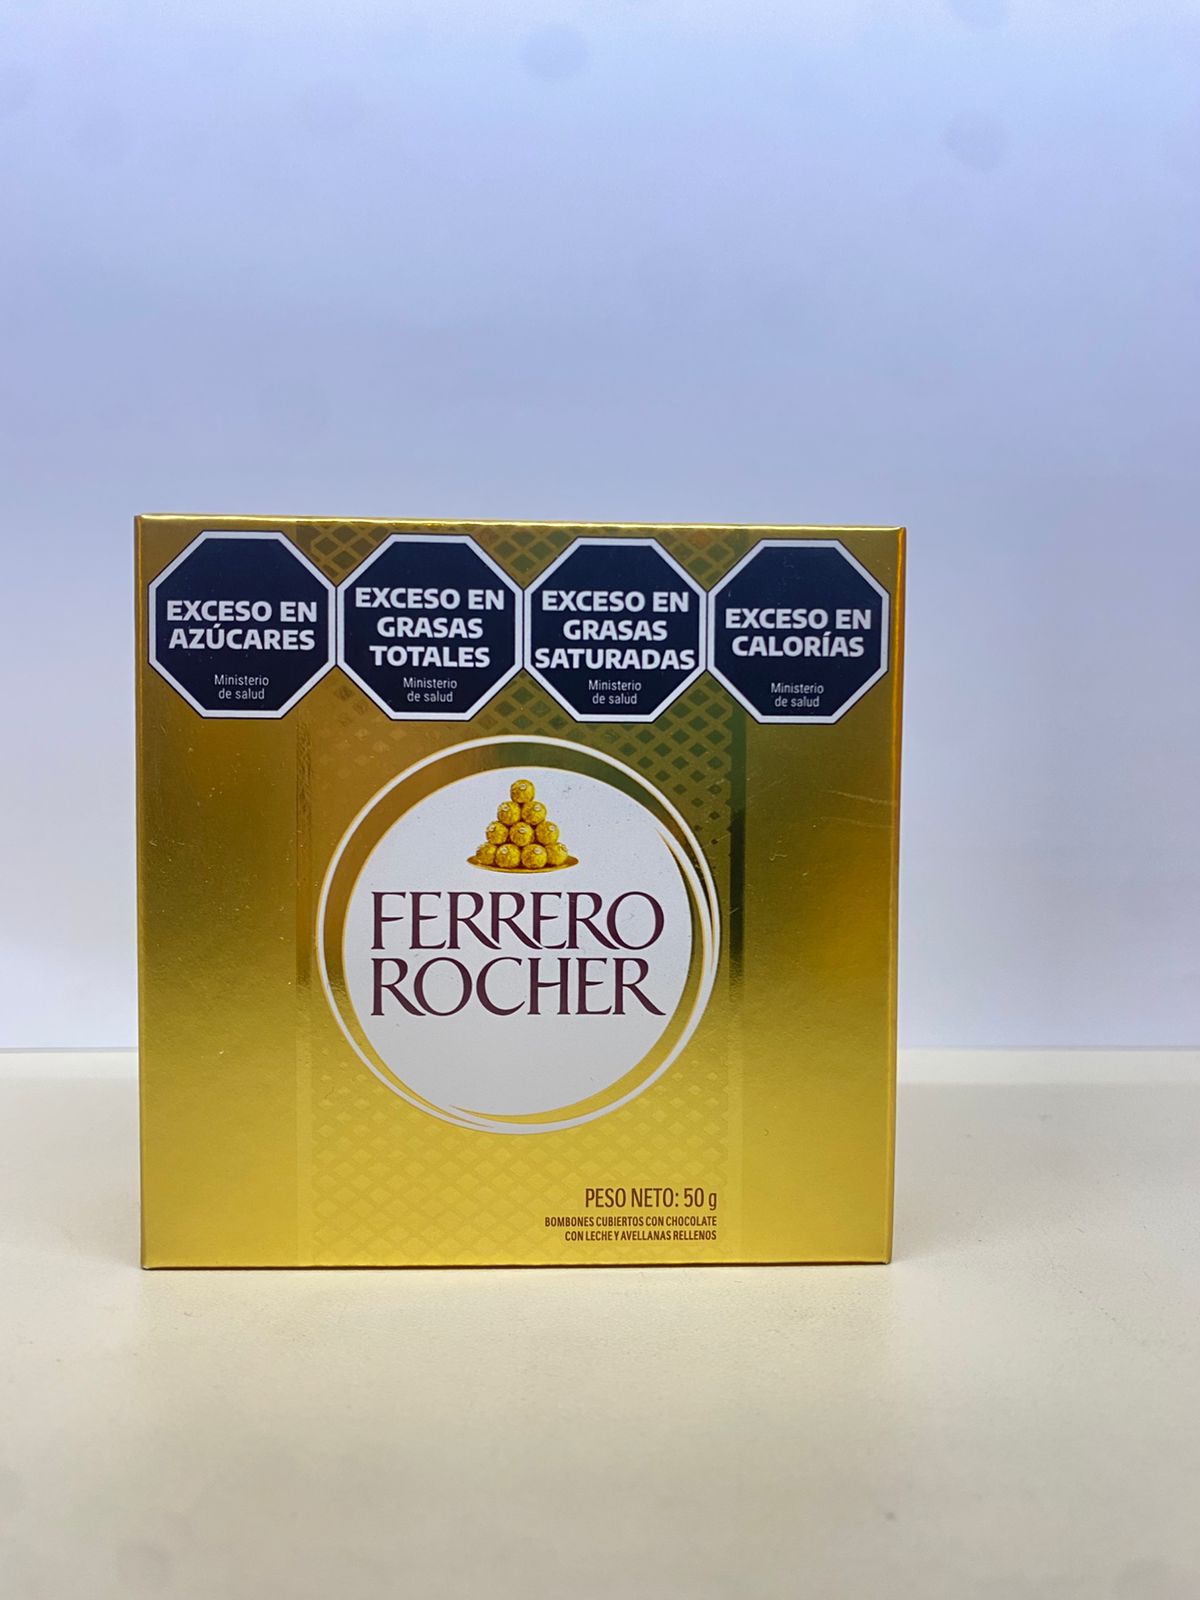 EXCESO EN
AZÚCARES
Ministerio
de salud
EXCESO EN
GRASAS
TOTALES
Ministerio
de salud
EXCESO EN
GRASAS
SATURADAS
Ministerio
de salud
EXCESO EN
CALORÍAS
Ministerio
de salud
FERRERO
ROCHER
PESO NETO: 50 g
BOMBONES CUBIERTOS CON CHOCOLATE
CON LECHE Y AVELLANAS RELLENOS